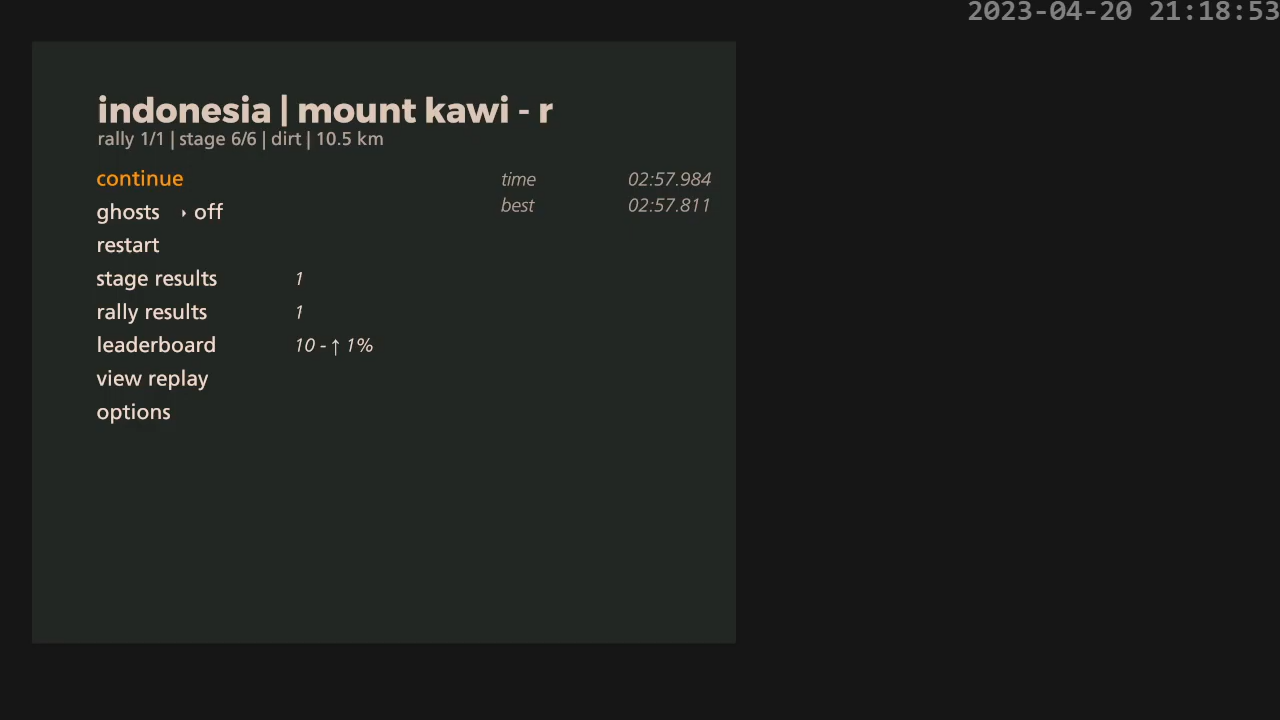 2023-04-20 21:18:53
indonesia | mount kawi - r
rally 1/1 | stage 6/6 | dirt | 10.5 km
continue
time 02:57.984
ghosts ‣ off
best 02:57.811
restart
stage results 1
rally results 1
leaderboard 10 - ↑ 1%
view replay
options